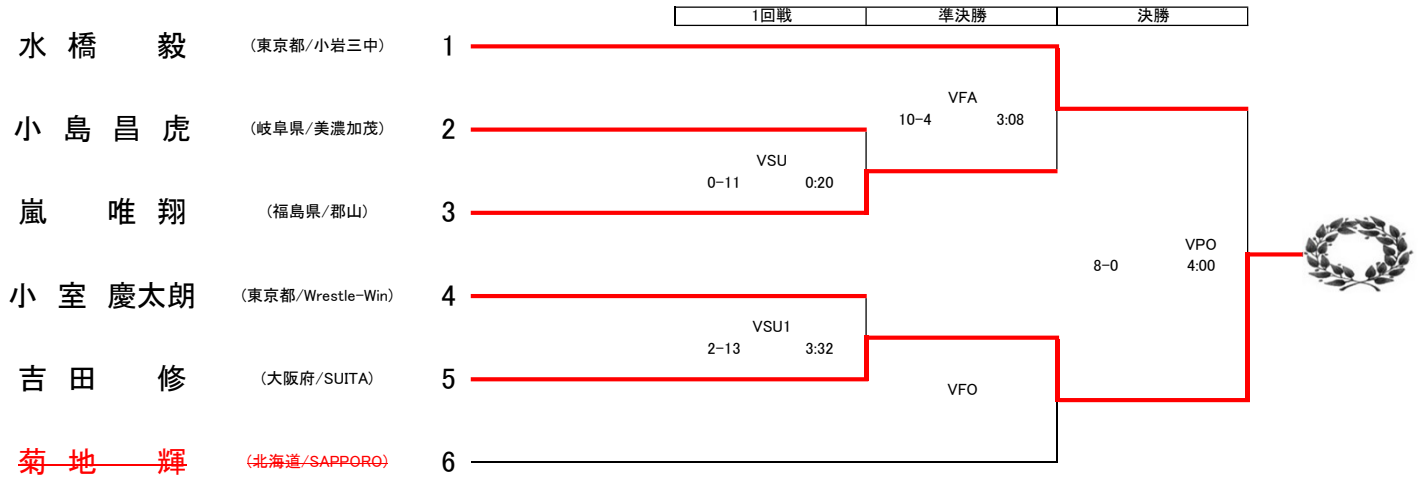 1回戦 準決勝 決勝
水 橋 毅 (東京都/小岩三中) 1
VFA
10-4 3:08
小 島 昌 虎 (岐阜県/美濃加茂) 2
VSU
0-11 0:20
嵐 唯 翔 (福島県/郡山) 3
VPO
8-0 4:00
小 室 慶太朗 (東京都/Wrestle-Win) 4
VSU1
2-13 3:32
吉 田 修 (大阪府/SUITA) 5
VFO
菊 地 輝 (北海道/SAPPORO) 6